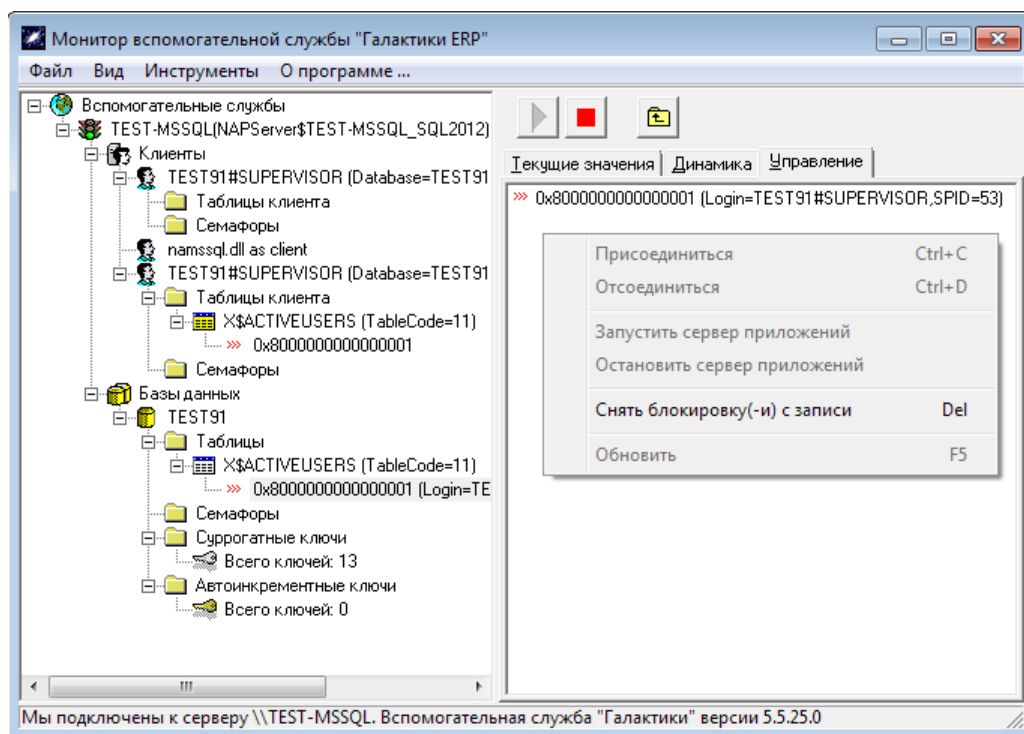 Монитор вспомогательной службы "Галактики ERP"
Файл Вид Инструменты О программе ...
Вспомогательные службы
TEST-MSSQL(NAPServer$TEST-MSSQL_SQL2012)
Клиенты
TEST91#SUPERVISOR (Database=TEST91
Таблицы клиента
Семафоры
namssql.dll as client
TEST91#SUPERVISOR (Database=TEST91
Таблицы клиента
X$ACTIVEUSERS (TableCode=11)
0x8000000000000001
Семафоры
Базы данных
TEST91
Таблицы
X$ACTIVEUSERS (TableCode=11)
0x8000000000000001 (Login=TE
Семафоры
Суррогатные ключи
Всего ключей: 13
Автоинкрементные ключи
Всего ключей: 0
Текущие значения Динамика Управление
0x8000000000000001 (Login=TEST91#SUPERVISOR,SPID=53)
Присоединиться Ctrl+C
Отсоединиться Ctrl+D
Запустить сервер приложений
Остановить сервер приложений
Снять блокировку(-и) с записи Del
Обновить F5
Мы подключены к серверу \\TEST-MSSQL. Вспомогательная служба "Галактики" версии 5.5.25.0